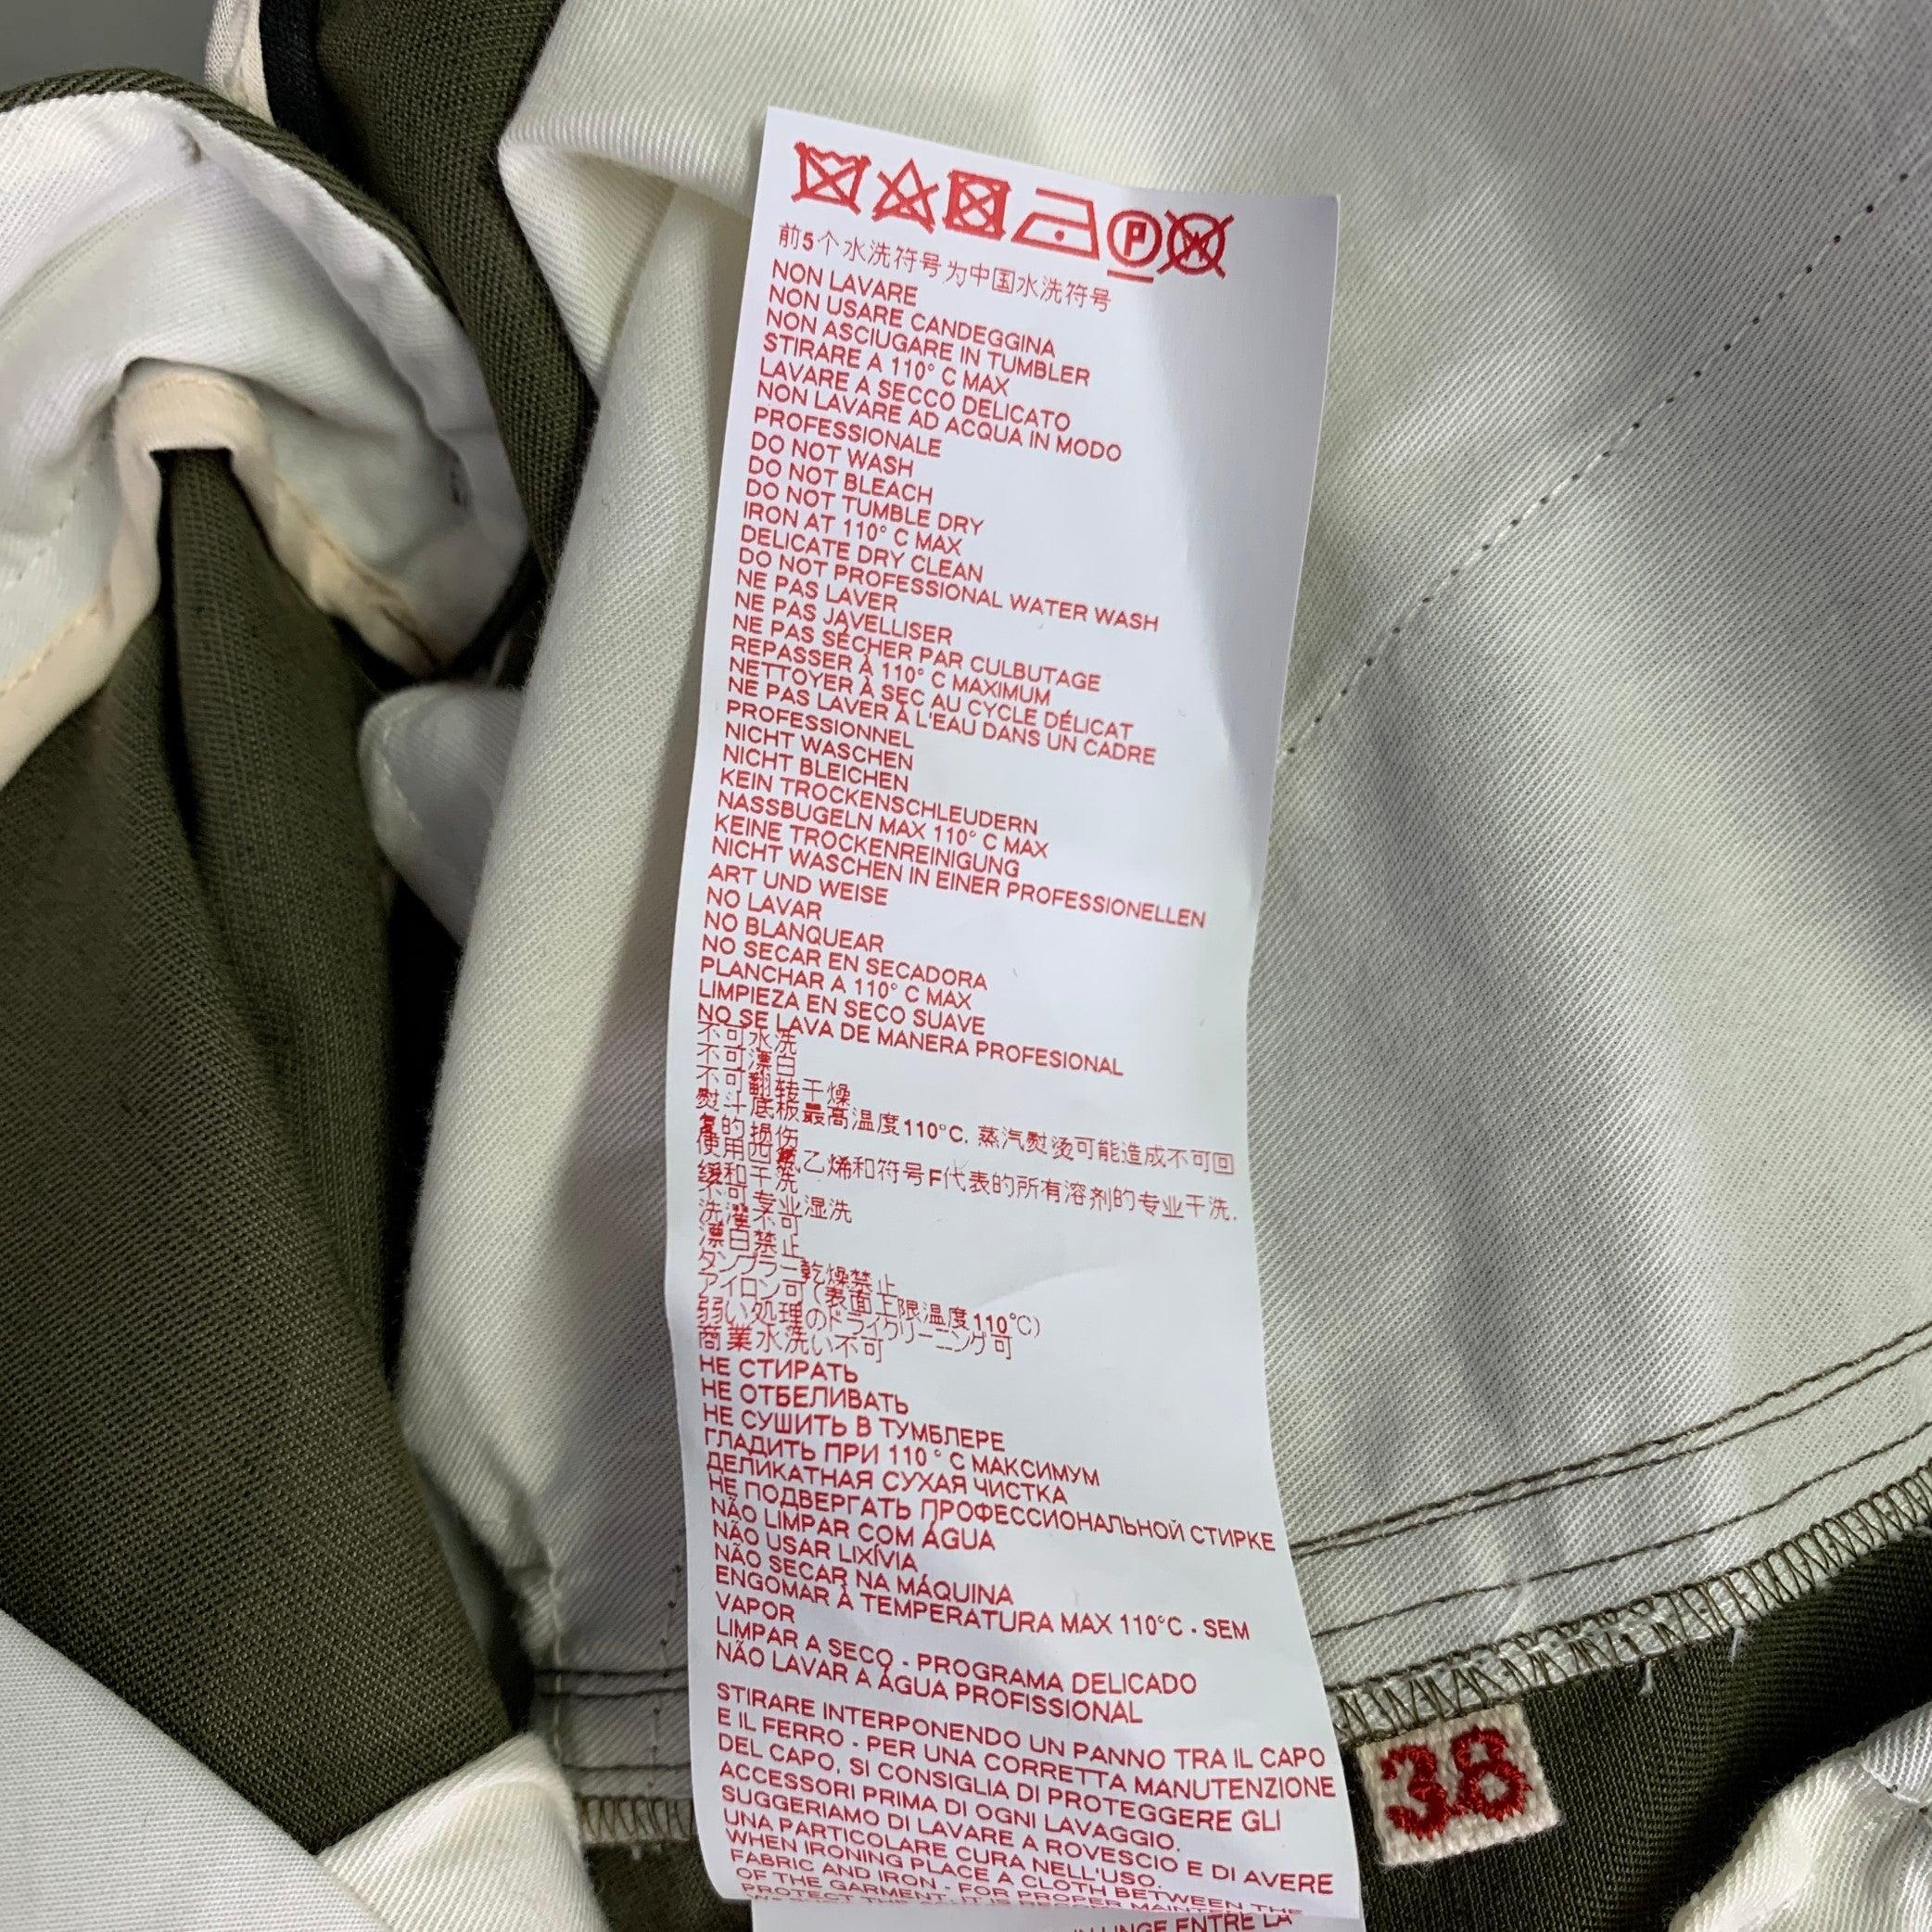 前5个水洗符号为中国水洗符号
NON LAVARE
NON USARE CANDEGGINA
NON ASCIUGARE IN TUMBLER
STIRARE A 110° C MAX
LAVARE A SECCO DELICATO
NON LAVARE AD ACQUA IN MODO
PROFESSIONALE
DO NOT WASH
DO NOT BLEACH
DO NOT TUMBLE DRY
IRON AT 110° C MAX
DELICATE DRY CLEAN
DO NOT PROFESSIONAL WATER WASH
NE PAS LAVER
NE PAS JAVELLISER
NE PAS SÉCHER PAR CULBUTAGE
REPASSER À 110° C MAXIMUM
NETTOYER À SEC AU CYCLE DÉLICAT
NE PAS LAVER À L'EAU DANS UN CADRE
PROFESSIONNEL
NICHT WASCHEN
NICHT BLEICHEN
KEIN TROCKENSCHLEUDERN
NASSBUGELN MAX 110° C MAX
KEINE TROCKENREINIGUNG
NICHT WASCHEN IN EINER PROFESSIONELLEN
ART UND WEISE
NO LAVAR
NO BLANQUEAR
NO SECAR EN SECADORA
PLANCHAR A 110° C MAX
LIMPIEZA EN SECO SUAVE
NO SE LAVA DE MANERA PROFESIONAL
不可水洗
不可漂白
不可翻转干燥
熨斗底板最高温度110°C, 蒸汽熨烫可能造成不可回
复的损伤
使用四氯乙烯和符号F代表的所有溶剂的专业干洗,
缓和干洗
不可专业湿洗
洗濯不可
漂白禁止
タンブラー乾燥禁止
アイロン可(表面上限温度110℃)
弱い処理のドライクリーニング可
商業水洗い不可
НЕ СТИРАТЬ
НЕ ОТБЕЛИВАТЬ
НЕ СУШИТЬ В ТУМБЛЕРЕ
ГЛАДИТЬ ПРИ 110 ° С МАКСИМУМ
ДЕЛИКАТНАЯ СУХАЯ ЧИСТКА
НЕ ПОДВЕРГАТЬ ПРОФЕССИОНАЛЬНОЙ СТИРКЕ
NÃO LIMPAR COM ÁGUA
NÃO USAR LIXÍVIA
NÃO SECAR NA MÁQUINA
ENGOMAR À TEMPERATURA MAX 110°C - SEM
VAPOR
LIMPAR A SECO - PROGRAMA DELICADO
NÃO LAVAR A ÁGUA PROFISSIONAL
STIRARE INTERPONENDO UN PANNO TRA IL CAPO
E IL FERRO - PER UNA CORRETTA MANUTENZIONE
DEL CAPO, SI CONSIGLIA DI PROTEGGERE GLI
ACCESSORI PRIMA DI OGNI LAVAGGIO.
SUGGERIAMO DI LAVARE A ROVESCIO E DI AVERE
UNA PARTICOLARE CURA NELL'USO.
WHEN IRONING PLACE A CLOTH BETWEEN THE
FABRIC AND IRON - FOR PROPER
OF THE GARMENT, IT IS
LINGE ENTRE LA
38